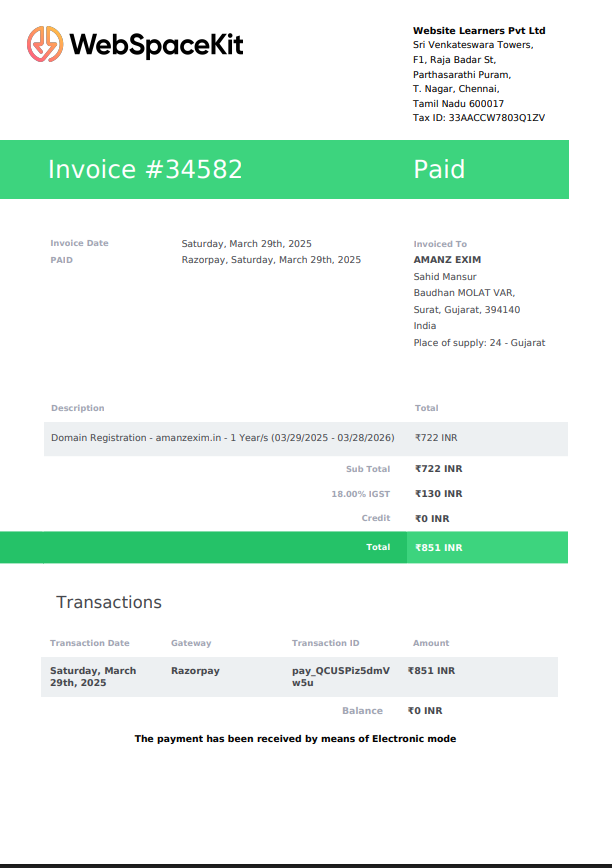 WebSpaceKit
Website Learners Pvt Ltd
Sri Venkateswara Towers,
F1, Raja Badar St,
Parthasarathi Puram,
T. Nagar, Chennai,
Tamil Nadu 600017
Tax ID: 33AACCW7803Q1ZV
Invoice #34582 Paid
Invoice Date Saturday, March 29th, 2025
PAID Razorpay, Saturday, March 29th, 2025
Invoiced To
AMANZ EXIM
Sahid Mansur
Baudhan MOLAT VAR,
Surat, Gujarat, 394140
India
Place of supply: 24 - Gujarat
Description Total
Domain Registration - amanzexim.in - 1 Year/s (03/29/2025 - 03/28/2026) ₹722 INR
Sub Total ₹722 INR
18.00% IGST ₹130 INR
Credit ₹0 INR
Total ₹851 INR
Transactions
Transaction Date Gateway Transaction ID Amount
Saturday, March Razorpay pay_QCUSPiz5dmV ₹851 INR
29th, 2025 w5u
Balance ₹0 INR
The payment has been received by means of Electronic mode